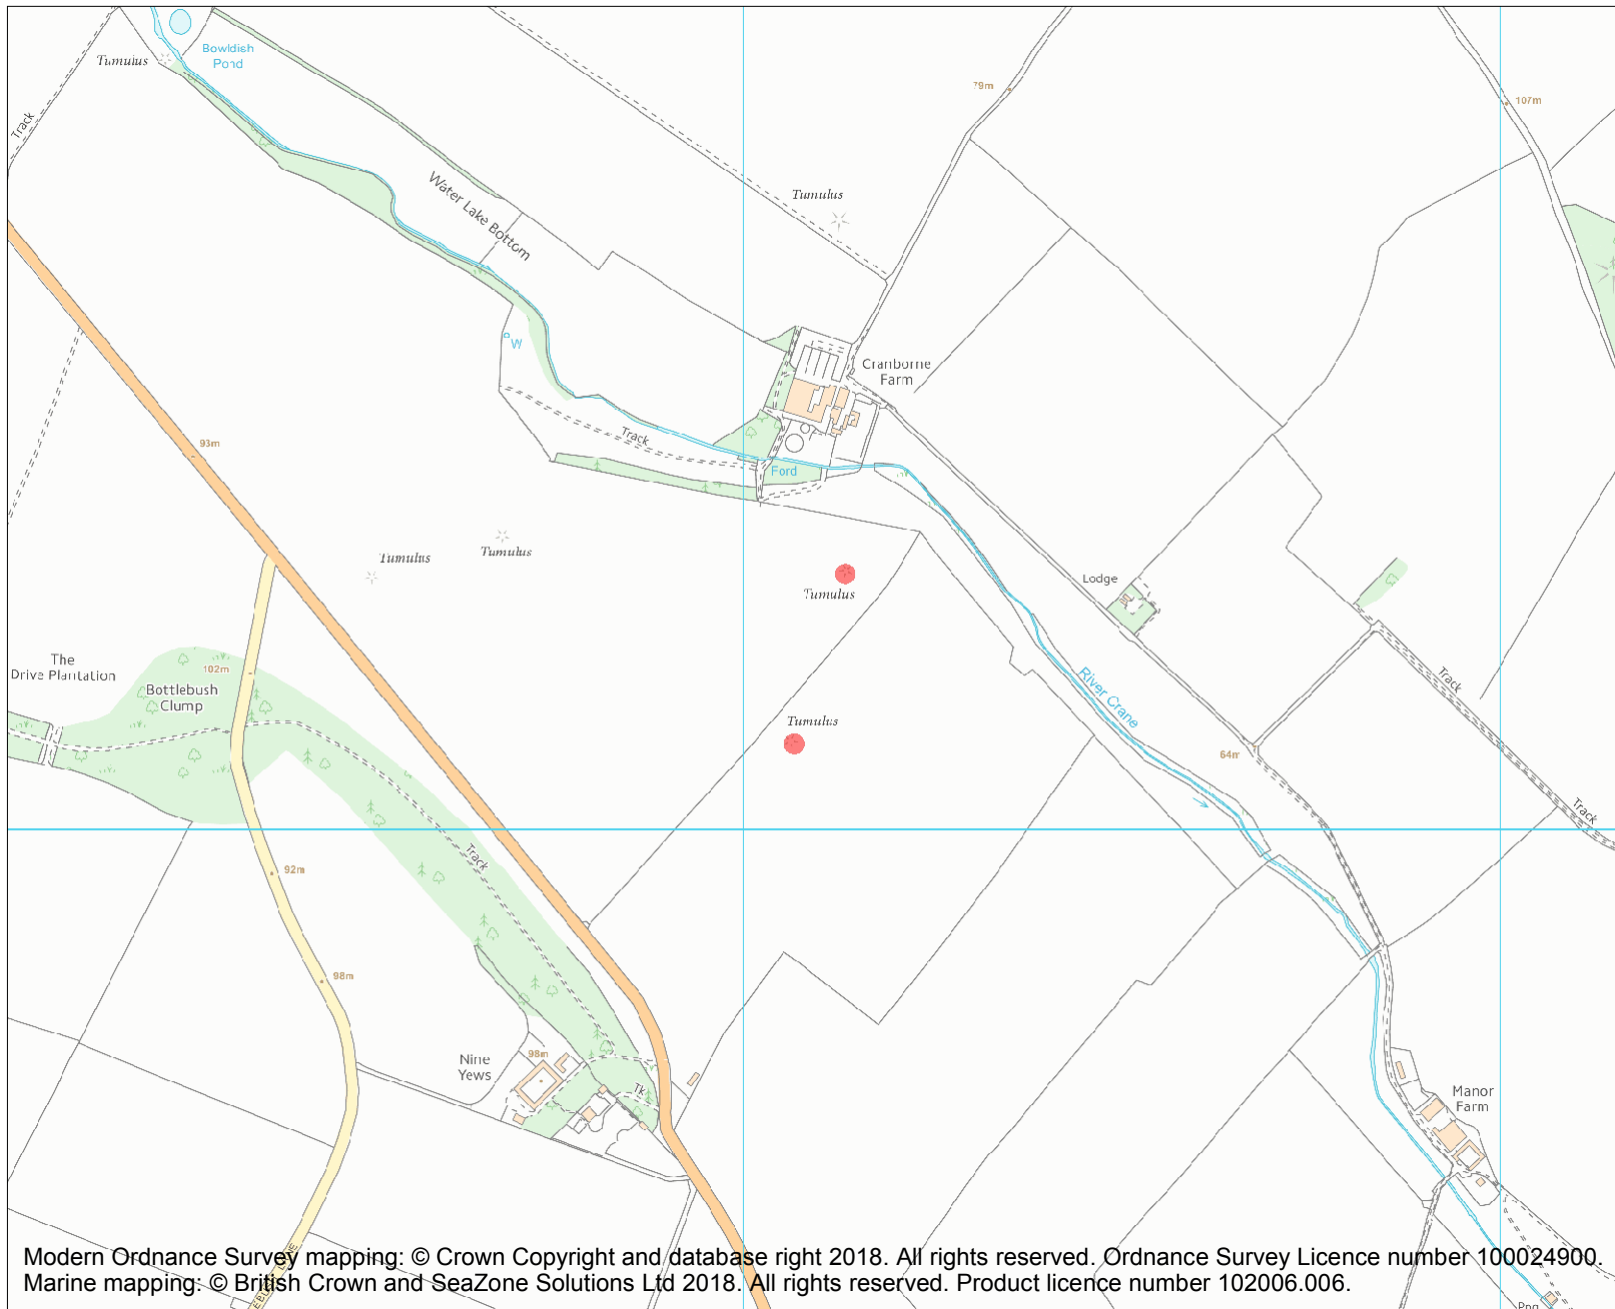 Bowldish
Pond
Tumulus
Track
79m
107m
Water Lake Bottom
Tumulus
W
Cranborne
Farm
93m
Track
Ford
Tumulus
Tumulus
Tumulus
Lodge
The
Drive Plantation
102m
Bottlebush
Clump
River Crane
Track
Tumulus
64m
Track
Track
92m
98m
Nine
Yews
98m
Tk
Manor
Farm
Modern Ordnance Survey mapping: © Crown Copyright and database right 2018. All rights reserved. Ordnance Survey Licence number 100024900.
Marine mapping: © British Crown and SeaZone Solutions Ltd 2018. All rights reserved. Product licence number 102006.006.